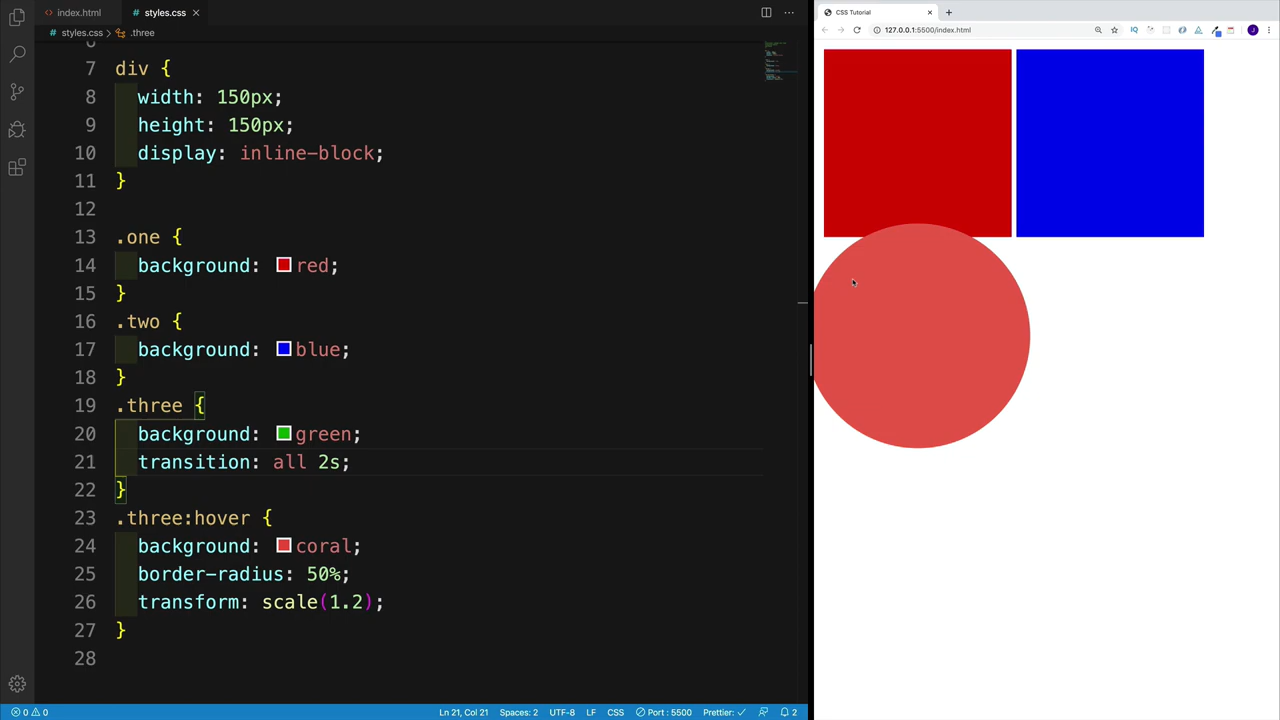 index.html
styles.css
styles.css > .three
6
7 div {
8 width: 150px;
9 height: 150px;
10 display: inline-block;
11 }
12
13 .one {
14 background: red;
15 }
16 .two {
17 background: blue;
18 }
19 .three {
20 background: green;
21 transition: all 2s;
22 }
23 .three:hover {
24 background: coral;
25 border-radius: 50%;
26 transform: scale(1.2);
27 }
28
0 0 Ln 21, Col 21 Spaces: 2 UTF-8 LF CSS Port : 5500 Prettier: ✓ 2
CSS Tutorial
127.0.0.1:5500/index.html
J